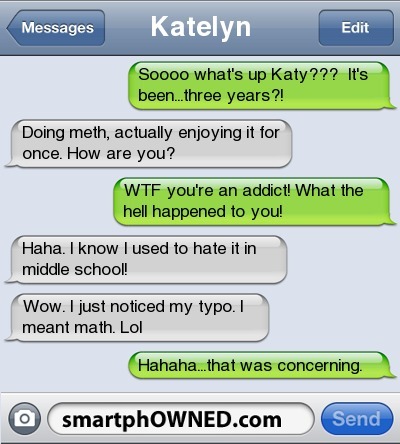 Messages
Katelyn
Edit
Soooo what's up Katy??? It's
been...three years?!
Doing meth, actually enjoying it for
once. How are you?
WTF you're an addict! What the
hell happened to you!
Haha. I know I used to hate it in
middle school!
Wow. I just noticed my typo. I
meant math. Lol
Hahaha...that was concerning.
smartphOWNED.com
Send